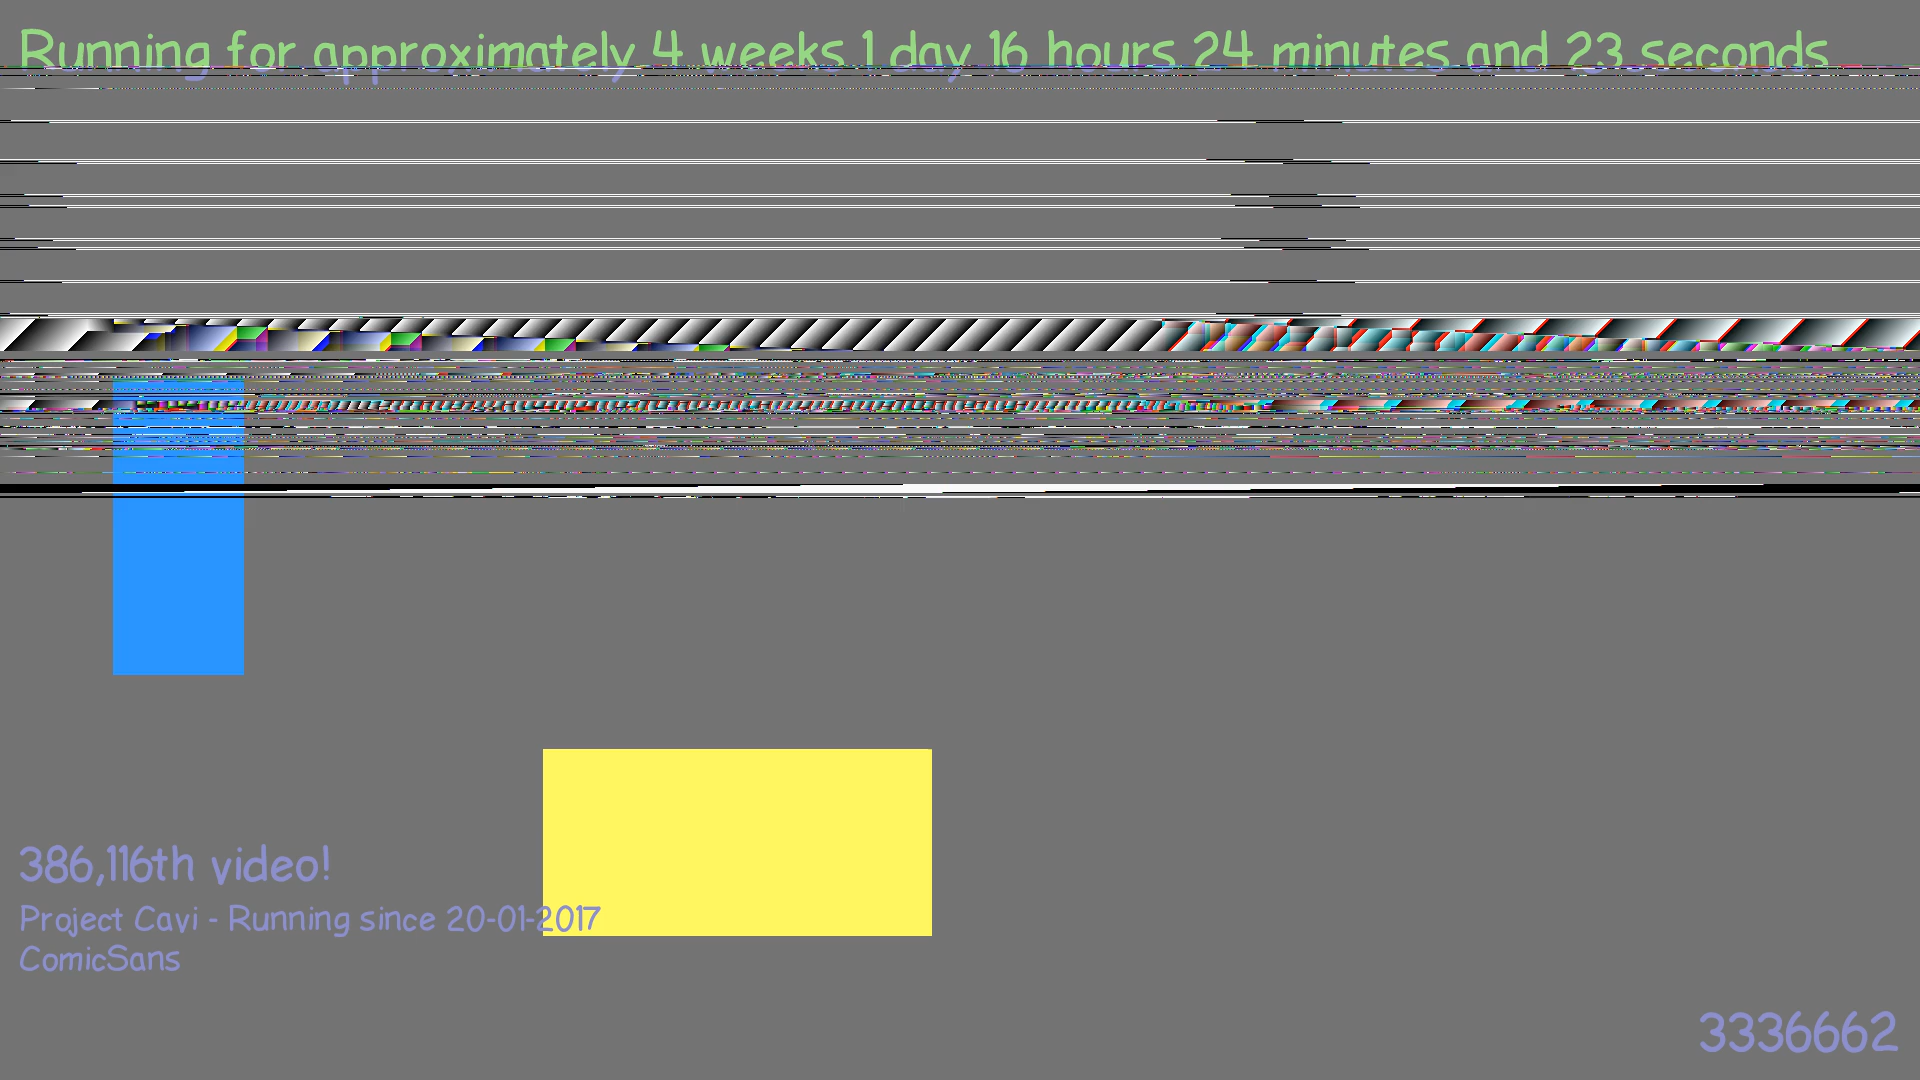 Running for approximately 4 weeks 1 day 16 hours 24 minutes and 23 seconds
386,116th video!
Project Cavi - Running since 20-01-2017
ComicSans
3336662